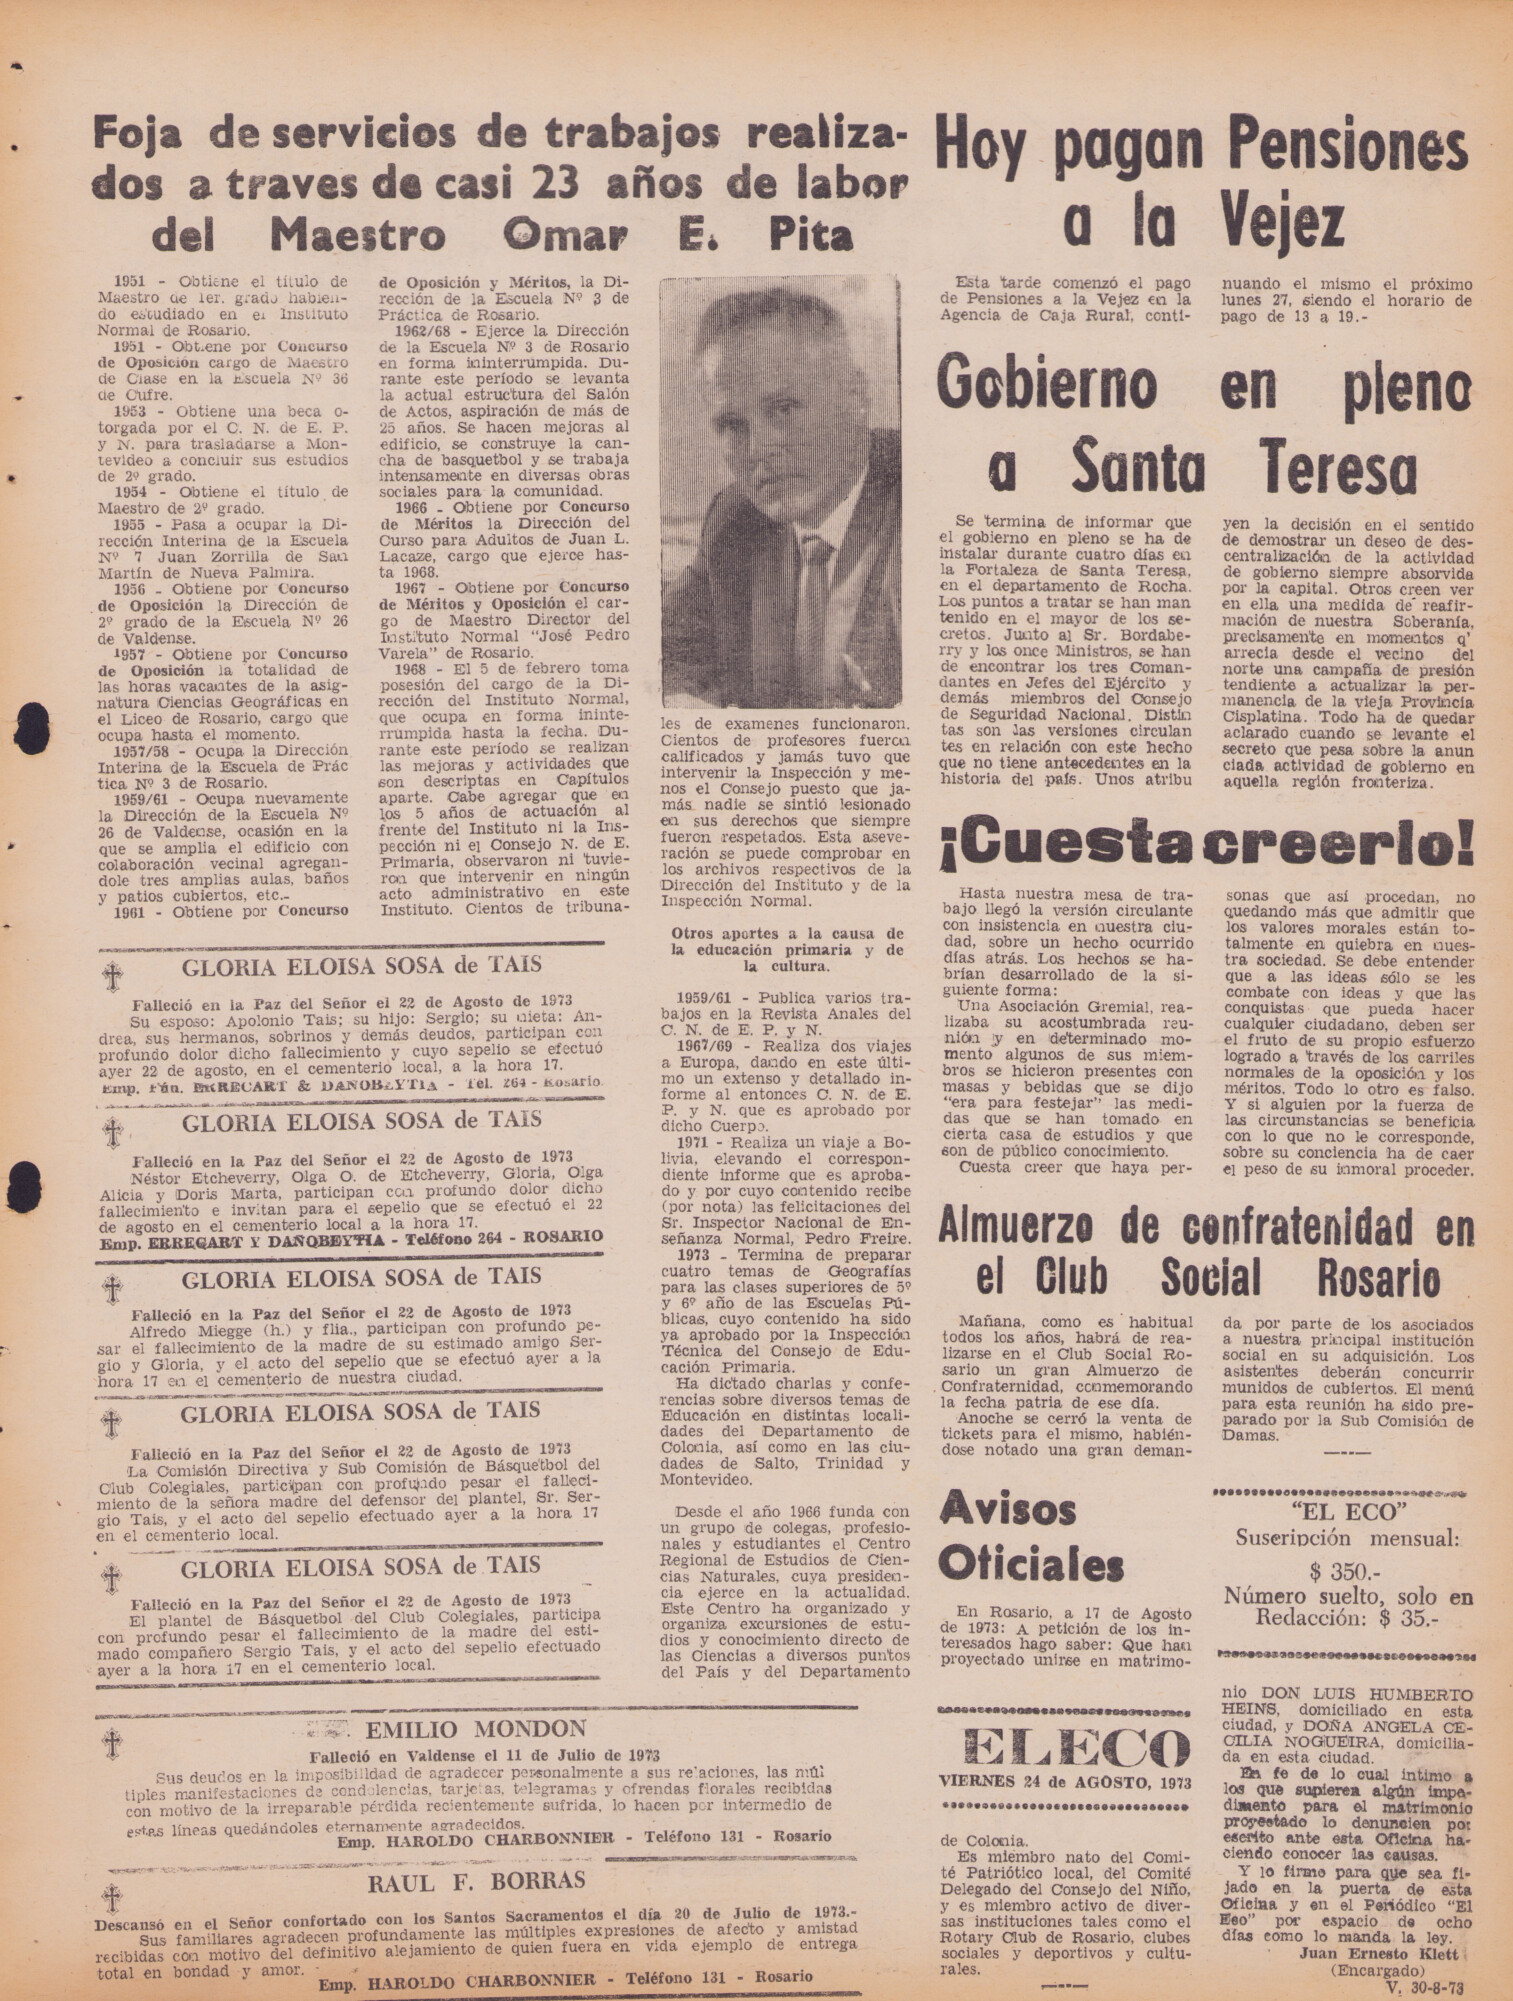 Foja de servicios de trabajos realiza-
dos a traves de casi 23 años de labor
del Maestro Omar E. Pita
1951 - Obtiene el título de
Maestro de 1er. grado habien-
do estudiado en el Instituto
Normal de Rosario.
1951 - Obtiene por Concurso
de Oposición cargo de Maestro
de Clase en la Escuela Nº 36
de Cufre.
1953 - Obtiene una beca o-
torgada por el C. N. de E. P.
y N. para trasladarse a Mon-
tevideo a concluir sus estudios
de 2º grado.
1954 - Obtiene el título de
Maestro de 2º grado.
1955 - Pasa a ocupar la Di-
rección Interina de la Escuela
Nº 7 Juan Zorrilla de San
Martín de Nueva Palmira.
1956 - Obtiene por Concurso
de Oposición la Dirección de
2º grado de la Escuela Nº 26
de Valdense.
1957 - Obtiene por Concurso
de Oposición la totalidad de
las horas vacantes de la asig-
natura Ciencias Geográficas en
el Liceo de Rosario, cargo que
ocupa hasta el momento.
1957/58 - Ocupa la Dirección
Interina de la Escuela de Prác
tica Nº 3 de Rosario.
1959/61 - Ocupa nuevamente
la Dirección de la Escuela Nº
26 de Valdense, ocasión en la
que se amplia el edificio con
colaboración vecinal agregan-
dole tres amplias aulas, baños
y patios cubiertos, etc.-
1961 - Obtiene por Concurso
de Oposición y Méritos, la Di-
rección de la Escuela Nº 3 de
Práctica de Rosario.
1962/68 - Ejerce la Dirección
de la Escuela Nº 3 de Rosario
en forma ininterrumpida. Du-
rante este período se levanta
la actual estructura del Salón
de Actos, aspiración de más de
25 años. Se hacen mejoras al
edificio, se construye la can-
cha de basquetbol y se trabaja
intensamente en diversas obras
sociales para la comunidad.
1966 - Obtiene por Concurso
de Méritos la Dirección del
Curso para Adultos de Juan L.
Lacaze, cargo que ejerce has-
ta 1968.
1967 - Obtiene por Concurso
de Méritos y Oposición el car-
go de Maestro Director del
Instituto Normal "José Pedro
Varela" de Rosario.
1968 - El 5 de febrero toma
posesión del cargo de la Di-
rección del Instituto Normal,
que ocupa en forma ininte-
rrumpida hasta la fecha. Du-
rante este período se realizan
las mejoras y actividades que
son descriptas en Capítulos
aparte. Cabe agregar que en
los 5 años de actuación al
frente del Instituto ni la Ins-
pección ni el Consejo N. de E.
Primaria, observaron ni tuvie-
ron que intervenir en ningún
acto administrativo en este
Instituto. Cientos de tribuna-
les de examenes funcionaron.
Cientos de profesores fueron
calificados y jamás tuvo que
intervenir la Inspección y me-
nos el Consejo puesto que ja-
más nadie se sintió lesionado
en sus derechos que siempre
fueron respetados. Esta aseve-
ración se puede comprobar en
los archivos respectivos de la
Dirección del Instituto y de la
Inspección Normal.
Otros aportes a la causa de
la educación primaria y de
la cultura.
1959/61 - Publica varios tra-
bajos en la Revista Anales del
C. N. de E. P. y N.
1967/69 - Realiza dos viajes
a Europa, dando en este últi-
mo un extenso y detallado in-
forme al entonces C. N. de E.
P. y N. que es aprobado por
dicho Cuerpo.
1971 - Realiza un viaje a Bo-
livia, elevando el correspon-
diente informe que es aproba-
do y por cuyo contenido recibe
(por nota) las felicitaciones del
Sr. Inspector Nacional de En-
señanza Normal, Pedro Freire.
1973 - Termina de preparar
cuatro temas de Geografías
para las clases superiores de 5º
y 6º año de las Escuelas Pú-
blicas, cuyo contenido ha sido
ya aprobado por la Inspección
Técnica del Consejo de Edu-
cación Primaria.
Ha dictado charlas y confe-
rencias sobre diversos temas de
Educación en distintas locali-
dades del Departamento de
Colonia, así como en las ciu-
dades de Salto, Trinidad y
Montevideo.
Desde el año 1966 funda con
un grupo de colegas, profesio-
nales y estudiantes el Centro
Regional de Estudios de Cien-
cias Naturales, cuya presiden-
cia ejerce en la actualidad.
Este Centro ha organizado y
organiza excursiones de estu-
dios y conocimiento directo de
las Ciencias a diversos puntos
del País y del Departamento
GLORIA ELOISA SOSA de TAIS
Falleció en la Paz del Señor el 22 de Agosto de 1973
Su esposo: Apolonio Tais; su hijo: Sergio; su nieta: An-
drea, sus hermanos, sobrinos y demás deudos, participan con
profundo dolor dicho fallecimiento y cuyo sepelio se efectuó
ayer 22 de agosto, en el cementerio local, a la hora 17.
Emp. Fún. ERRECART & DANOBEYTIA - Tel. 264 - Rosario
GLORIA ELOISA SOSA de TAIS
Falleció en la Paz del Señor el 22 de Agosto de 1973
Néstor Etcheverry, Olga O. de Etcheverry, Gloria, Olga
Alicia y Doris Marta, participan con profundo dolor dicho
fallecimiento e invitan para el sepelio que se efectuó el 22
de agosto en el cementerio local a la hora 17.
Emp. ERRECART Y DAÑOBEYTIA - Teléfono 264 - ROSARIO
GLORIA ELOISA SOSA de TAIS
Falleció en la Paz del Señor el 22 de Agosto de 1973
Alfredo Miegge (h.) y flia., participan con profundo pe-
sar el fallecimiento de la madre de su estimado amigo Ser-
gio y Gloria, y el acto del sepelio que se efectuó ayer a la
hora 17 en el cementerio de nuestra ciudad.
GLORIA ELOISA SOSA de TAIS
Falleció en la Paz del Señor el 22 de Agosto de 1973
La Comisión Directiva y Sub Comisión de Básquetbol del
Club Colegiales, participan con profundo pesar el falleci-
miento de la señora madre del defensor del plantel, Sr. Ser-
gio Tais, y el acto del sepelio efectuado ayer a la hora 17
en el cementerio local.
GLORIA ELOISA SOSA de TAIS
Falleció en la Paz del Señor el 22 de Agosto de 1973
El plantel de Básquetbol del Club Colegiales, participa
con profundo pesar el fallecimiento de la madre del esti-
mado compañero Sergio Tais, y el acto del sepelio efectuado
ayer a la hora 17 en el cementerio local.
EMILIO MONDON
Falleció en Valdense el 11 de Julio de 1973
Sus deudos en la imposibilidad de agradecer personalmente a sus relaciones, las múl
tiples manifestaciones de condolencias, tarjetas, telegramas y ofrendas florales recibidas
con motivo de la irreparable pérdida recientemente sufrida, lo hacen por intermedio de
estas líneas quedándoles eternamente agradecidos.
Emp. HAROLDO CHARBONNIER - Teléfono 131 - Rosario
RAUL F. BORRAS
Descansó en el Señor confortado con los Santos Sacramentos el día 20 de Julio de 1973.-
Sus familiares agradecen profundamente las múltiples expresiones de afecto y amistad
recibidas con motivo del definitivo alejamiento de quien fuera en vida ejemplo de entrega
total en bondad y amor.
Emp. HAROLDO CHARBONNIER - Teléfono 131 - Rosario
Hoy pagan Pensiones
a la Vejez
Esta tarde comenzó el pago
de Pensiones a la Vejez en la
Agencia de Caja Rural, conti-
nuando el mismo el próximo
lunes 27, siendo el horario de
pago de 13 a 19.-
Gobierno en pleno
a Santa Teresa
Se termina de informar que
el gobierno en pleno se ha de
instalar durante cuatro días en
la Fortaleza de Santa Teresa,
en el departamento de Rocha.
Los puntos a tratar se han man
tenido en el mayor de los se-
cretos. Junto al Sr. Bordabe-
rry y los once Ministros, se han
de encontrar los tres Coman-
dantes en Jefes del Ejército y
demás miembros del Consejo
de Seguridad Nacional. Distin
tas son las versiones circulan
tes en relación con este hecho
que no tiene antecedentes en la
historia del país. Unos atribu
yen la decisión en el sentido
de demostrar un deseo de des-
centralización de la actividad
de gobierno siempre absorvida
por la capital. Otros creen ver
en ella una medida de reafir-
mación de nuestra Soberanía,
precisamente en momentos q'
arrecia desde el vecino del
norte una campaña de presión
tendiente a actualizar la per-
manencia de la vieja Provincia
Cisplatina. Todo ha de quedar
aclarado cuando se levante el
secreto que pesa sobre la anun
ciada actividad de gobierno en
aquella región fronteriza.
¡Cuesta creerlo!
Hasta nuestra mesa de tra-
bajo llegó la versión circulante
con insistencia en nuestra ciu-
dad, sobre un hecho ocurrido
días atrás. Los hechos se ha-
brían desarrollado de la si-
guiente forma:
Una Asociación Gremial, rea-
lizaba su acostumbrada reu-
nión y en determinado mo-
mento algunos de sus miem-
bros se hicieron presentes con
masas y bebidas que se dijo
"era para festejar" las medi-
das que se han tomado en
cierta casa de estudios y que
son de público conocimiento.
Cuesta creer que haya per-
sonas que así procedan, no
quedando más que admitir que
los valores morales están to-
talmente en quiebra en nues-
tra sociedad. Se debe entender
que a las ideas sólo se les
combate con ideas y que las
conquistas que pueda hacer
cualquier ciudadano, deben ser
el fruto de su propio esfuerzo
logrado a través de los carriles
normales de la oposición y los
méritos. Todo lo otro es falso.
Y si alguien por la fuerza de
las circunstancias se beneficia
con lo que no le corresponde,
sobre su conciencia ha de caer
el peso de su inmoral proceder.
Almuerzo de confratenidad en
el Club Social Rosario
Mañana, como es habitual
todos los años, habrá de rea-
lizarse en el Club Social Ro-
sario un gran Almuerzo de
Confraternidad, conmemorando
la fecha patria de ese día.
Anoche se cerró la venta de
tickets para el mismo, habién-
dose notado una gran deman-
da por parte de los asociados
a nuestra principal institución
social en su adquisición. Los
asistentes deberán concurrir
munidos de cubiertos. El menú
para esta reunión ha sido pre-
parado por la Sub Comisión de
Damas.
Avisos
Oficiales
En Rosario, a 17 de Agosto
de 1973: A petición de los in-
teresados hago saber: Que han
proyectado unirse en matrimo-
"EL ECO"
Suscripción mensual:
$ 350.-
Número suelto, solo en
Redacción: $ 35.-
nio DON LUIS HUMBERTO
HEINS, domiciliado en esta
ciudad, y DOÑA ANGELA CE-
CILIA NOGUEIRA, domicilia-
da en esta ciudad.
En fe de lo cual intimo a
los que supieren algún impe-
dimento para el matrimonio
proyestado lo denuncien por
escrito ante esta Oficina ha-
ciendo conocer las causas.
Y lo firmo para que sea fi-
jado en la puerta de esta
Oficina y en el Periódico "El
Eco" por espacio de ocho
días como lo manda la ley.
Juan Ernesto Klett
(Encargado)
V. 30-8-73
EL ECO
VIERNES 24 de AGOSTO, 1973
de Colonia.
Es miembro nato del Comi-
té Patriótico local, del Comité
Delegado del Consejo del Niño,
y es miembro activo de diver-
sas instituciones tales como el
Rotary Club de Rosario, clubes
sociales y deportivos y cultu-
rales.